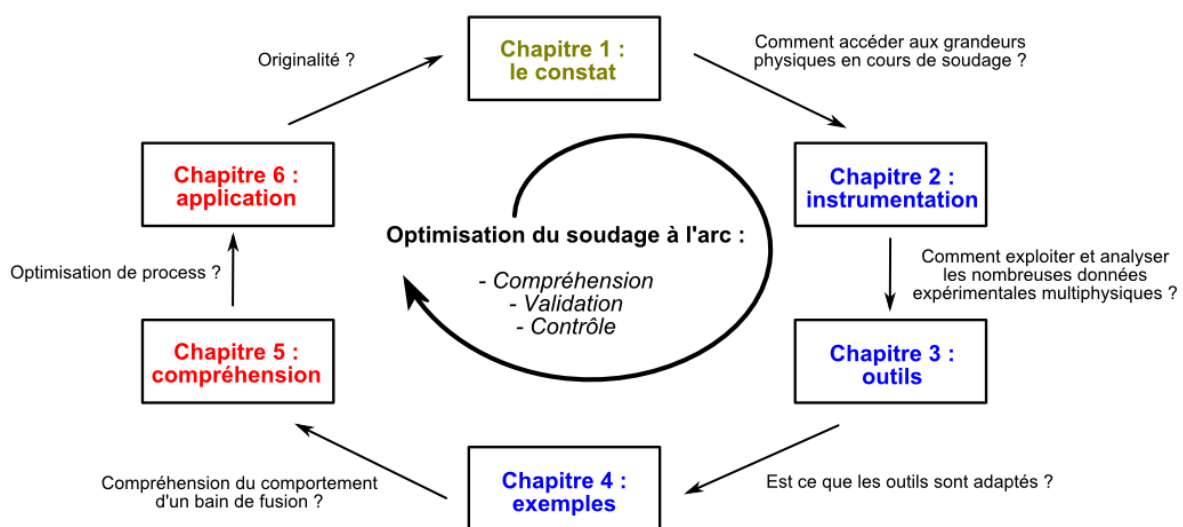 Chapitre 1 :
le constat
Comment accéder aux grandeurs
physiques en cours de soudage ?
Chapitre 2 :
instrumentation
Comment exploiter et analyser
les nombreuses données
expérimentales multiphysiques ?
Chapitre 3 :
outils
Est ce que les outils sont adaptés ?
Chapitre 4 :
exemples
Compréhension du comportement
d'un bain de fusion ?
Chapitre 5 :
compréhension
Optimisation de process ?
Chapitre 6 :
application
Originalité ?
Optimisation du soudage à l'arc :
- Compréhension
- Validation
- Contrôle